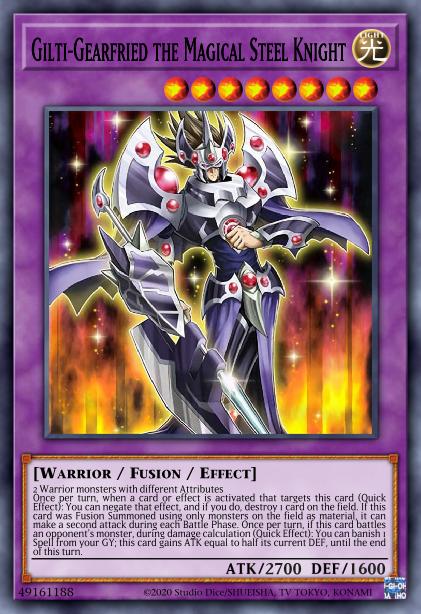 Gilti-Gearfried the Magical Steel Knight
LIGHT
光
[Warrior / Fusion / Effect]
2 Warrior monsters with different Attributes
Once per turn, when a card or effect is activated that targets this card (Quick
Effect): You can negate that effect, and if you do, destroy 1 card on the field. If this
card was Fusion Summoned using only monsters on the field as material, it can
make a second attack during each Battle Phase. Once per turn, if this card battles
an opponent's monster, during damage calculation (Quick Effect): You can banish 1
Spell from your GY; this card gains ATK equal to half its current DEF, until the end
of this turn.
ATK/2700 DEF/1600
49161188
©2020 Studio Dice/SHUEISHA, TV TOKYO, KONAMI